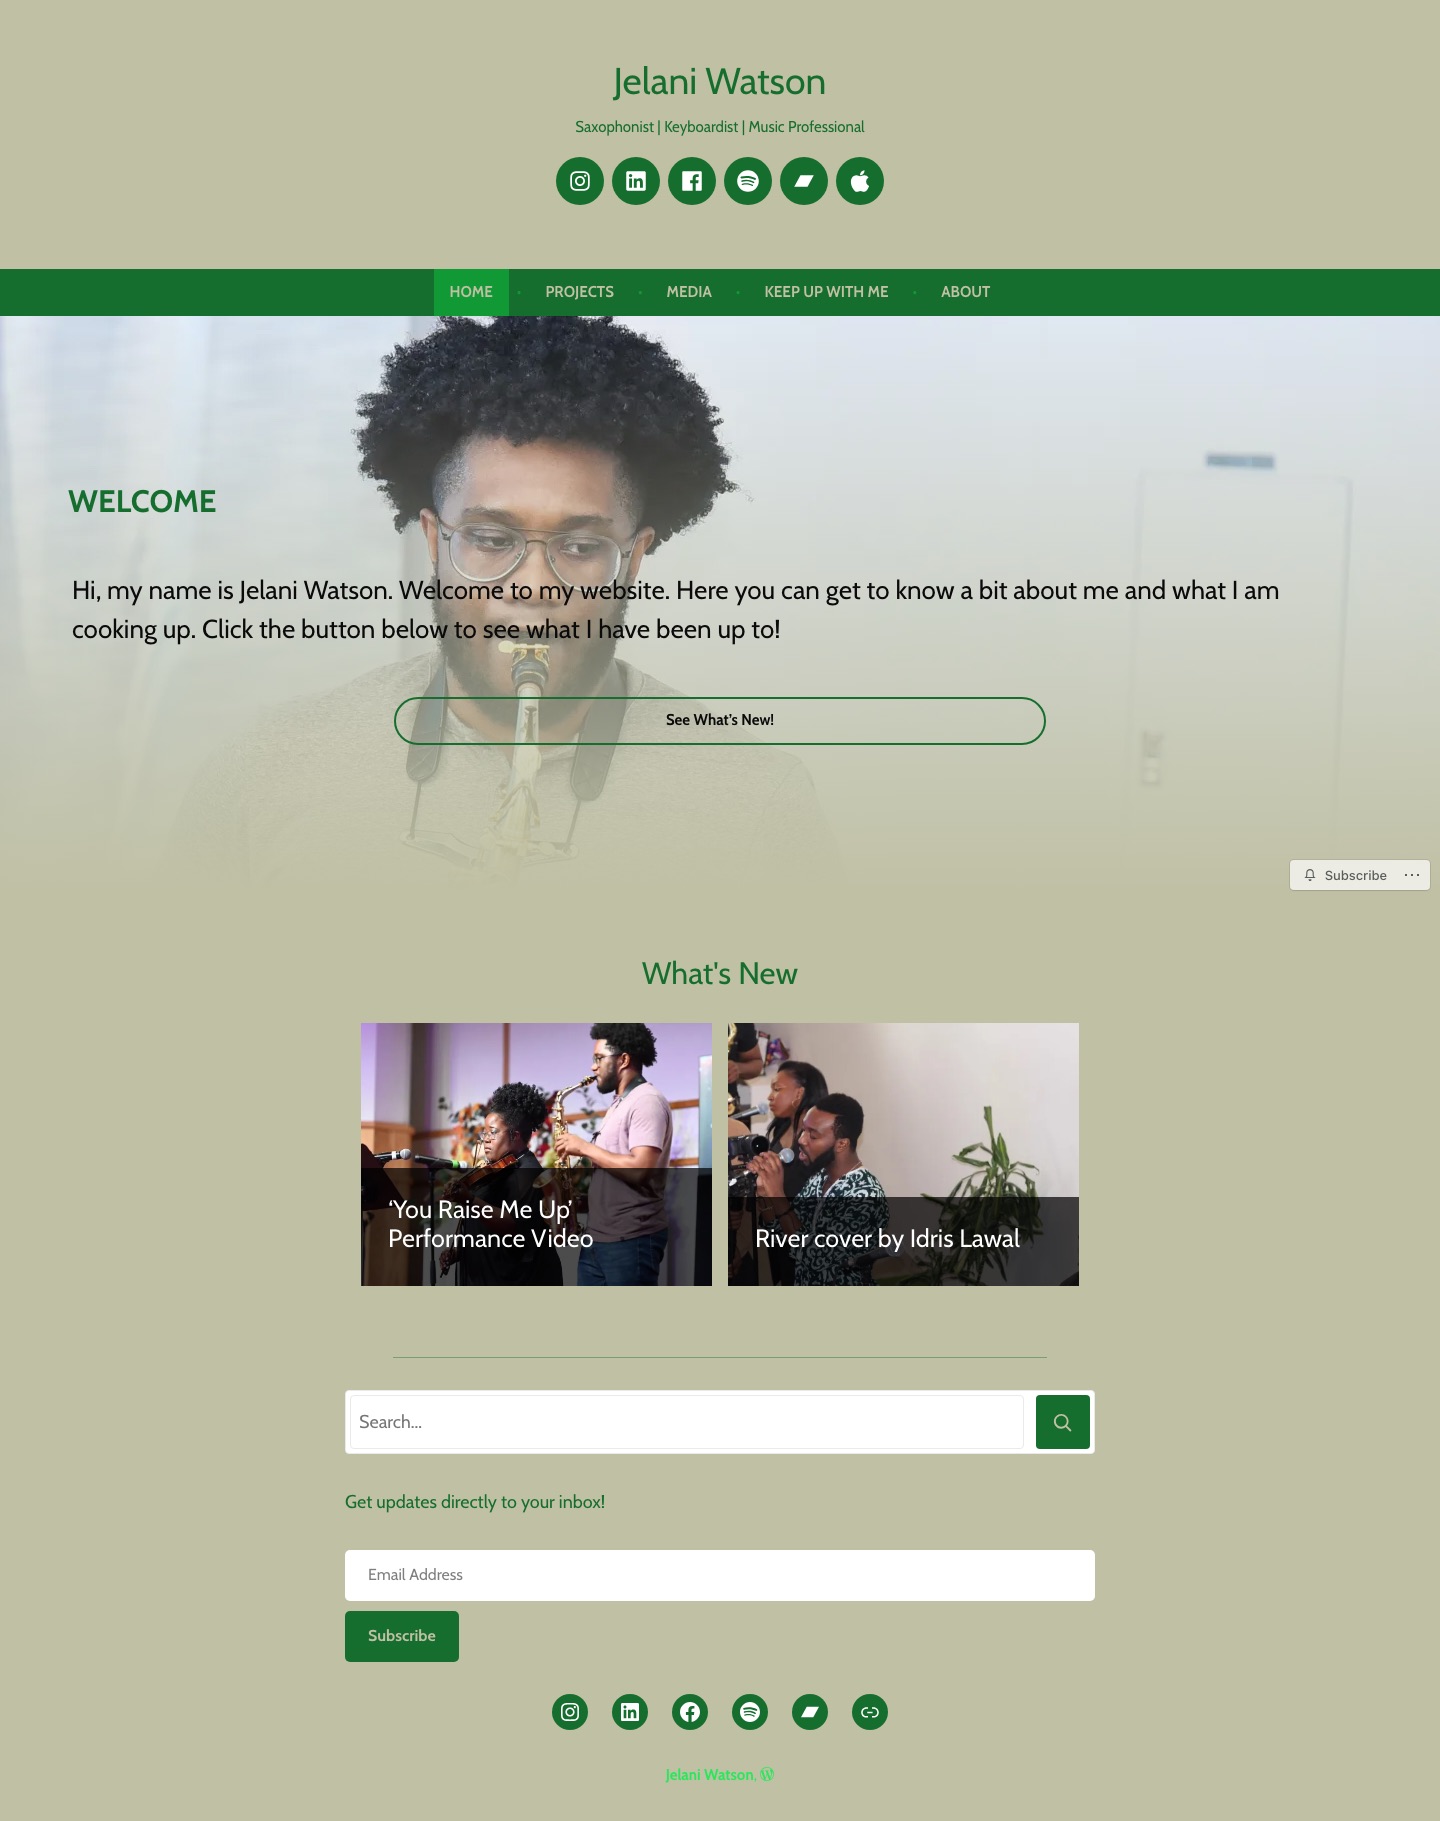 Jelani Watson
Saxophonist | Keyboardist | Music Professional
HOME
PROJECTS
MEDIA
KEEP UP WITH ME
ABOUT
WELCOME
Hi, my name is Jelani Watson. Welcome to my website. Here you can get to know a bit about me and what I am
cooking up. Click the button below to see what I have been up to!
See What's New!
Subscribe
What's New
‘You Raise Me Up’
Performance Video
River cover by Idris Lawal
Search...
Get updates directly to your inbox!
Email Address
Subscribe
Jelani Watson,